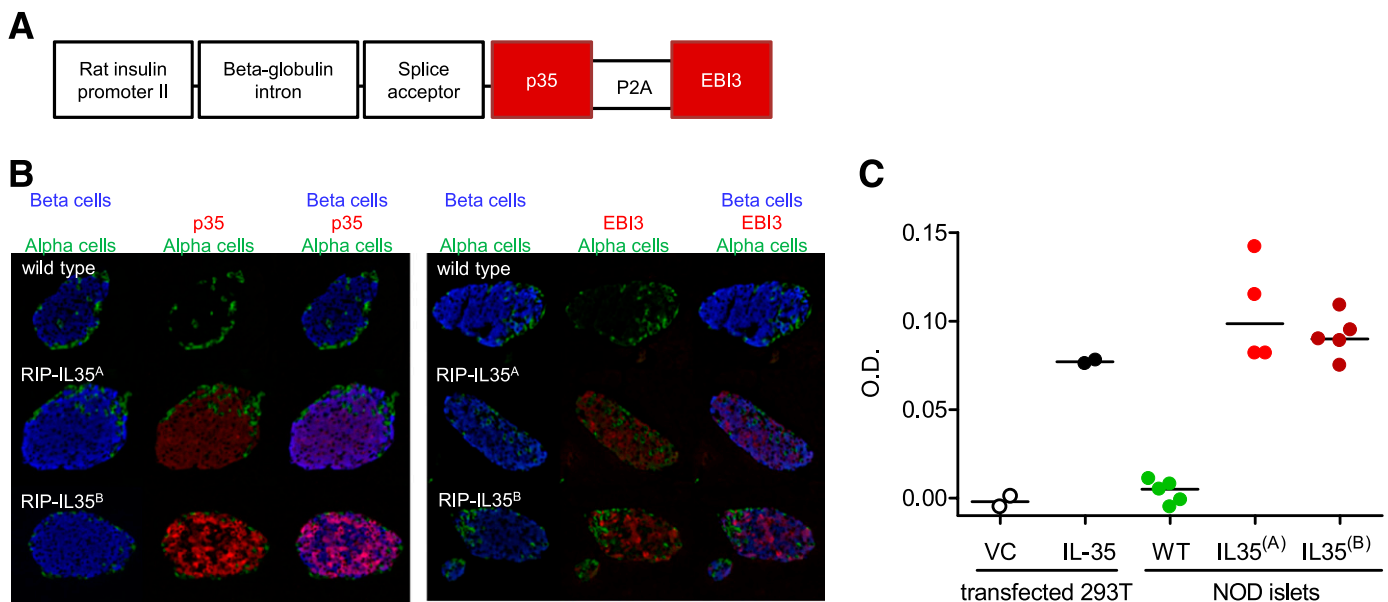 A
Rat insulin
promoter II
Beta-globulin
intron
Splice
acceptor
p35
P2A
EBI3
B
Beta cells
Alpha cells
p35
Alpha cells
Beta cells
p35
Alpha cells
Beta cells
Alpha cells
EBI3
Alpha cells
Beta cells
EBI3
Alpha cells
wild type
RIP-IL35ᴬ
RIP-IL35ᴮ
wild type
RIP-IL35ᴬ
RIP-IL35ᴮ
C
O.D.
0.15
0.10
0.05
0.00
VC
IL-35
WT
IL35⁽ᴬ⁾
IL35⁽ᴮ⁾
transfected 293T
NOD islets